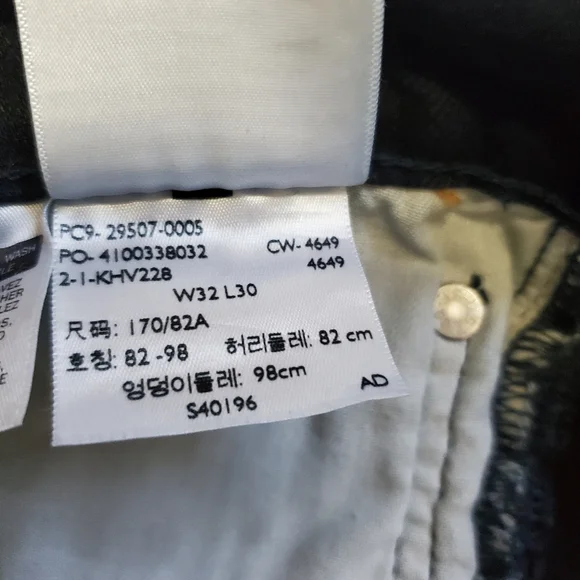 PC9- 29507-0005
PO- 4100338032 CW- 4649
2-1-KHV228 4649
W32 L30
尺码: 170/82A
호칭: 82 -98 허리둘레: 82 cm
엉덩이둘레: 98cm
S40196 AD
WASH